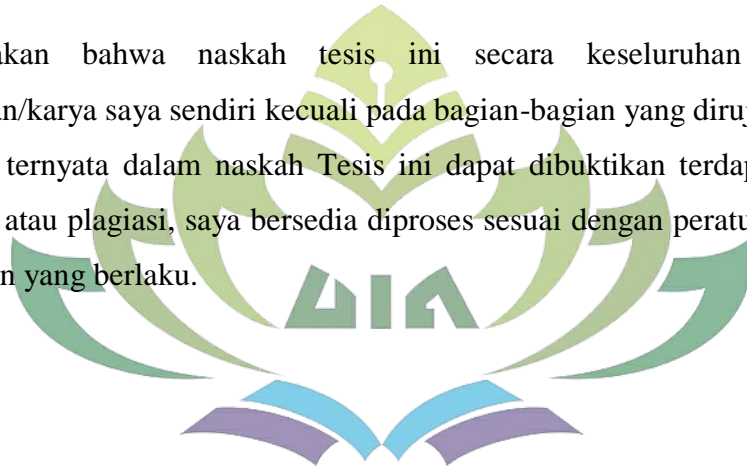 akan bahwa naskah tesis ini secara keseluruhan
an/karya saya sendiri kecuali pada bagian-bagian yang diruj
ternyata dalam naskah Tesis ini dapat dibuktikan terdap
atau plagiasi, saya bersedia diproses sesuai dengan peratu
n yang berlaku.
UIN